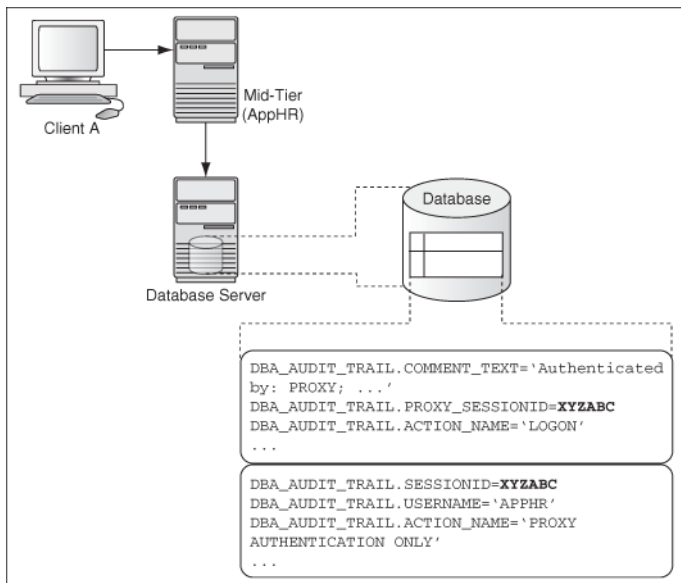 Client A
Mid-Tier
(AppHR)
Database Server
Database
DBA_AUDIT_TRAIL.COMMENT_TEXT=‘Authenticated
by: PROXY; ...’
DBA_AUDIT_TRAIL.PROXY_SESSIONID=XYZABC
DBA_AUDIT_TRAIL.ACTION_NAME=‘LOGON’
...
DBA_AUDIT_TRAIL.SESSIONID=XYZABC
DBA_AUDIT_TRAIL.USERNAME=‘APPHR’
DBA_AUDIT_TRAIL.ACTION_NAME=‘PROXY
AUTHENTICATION ONLY’
...